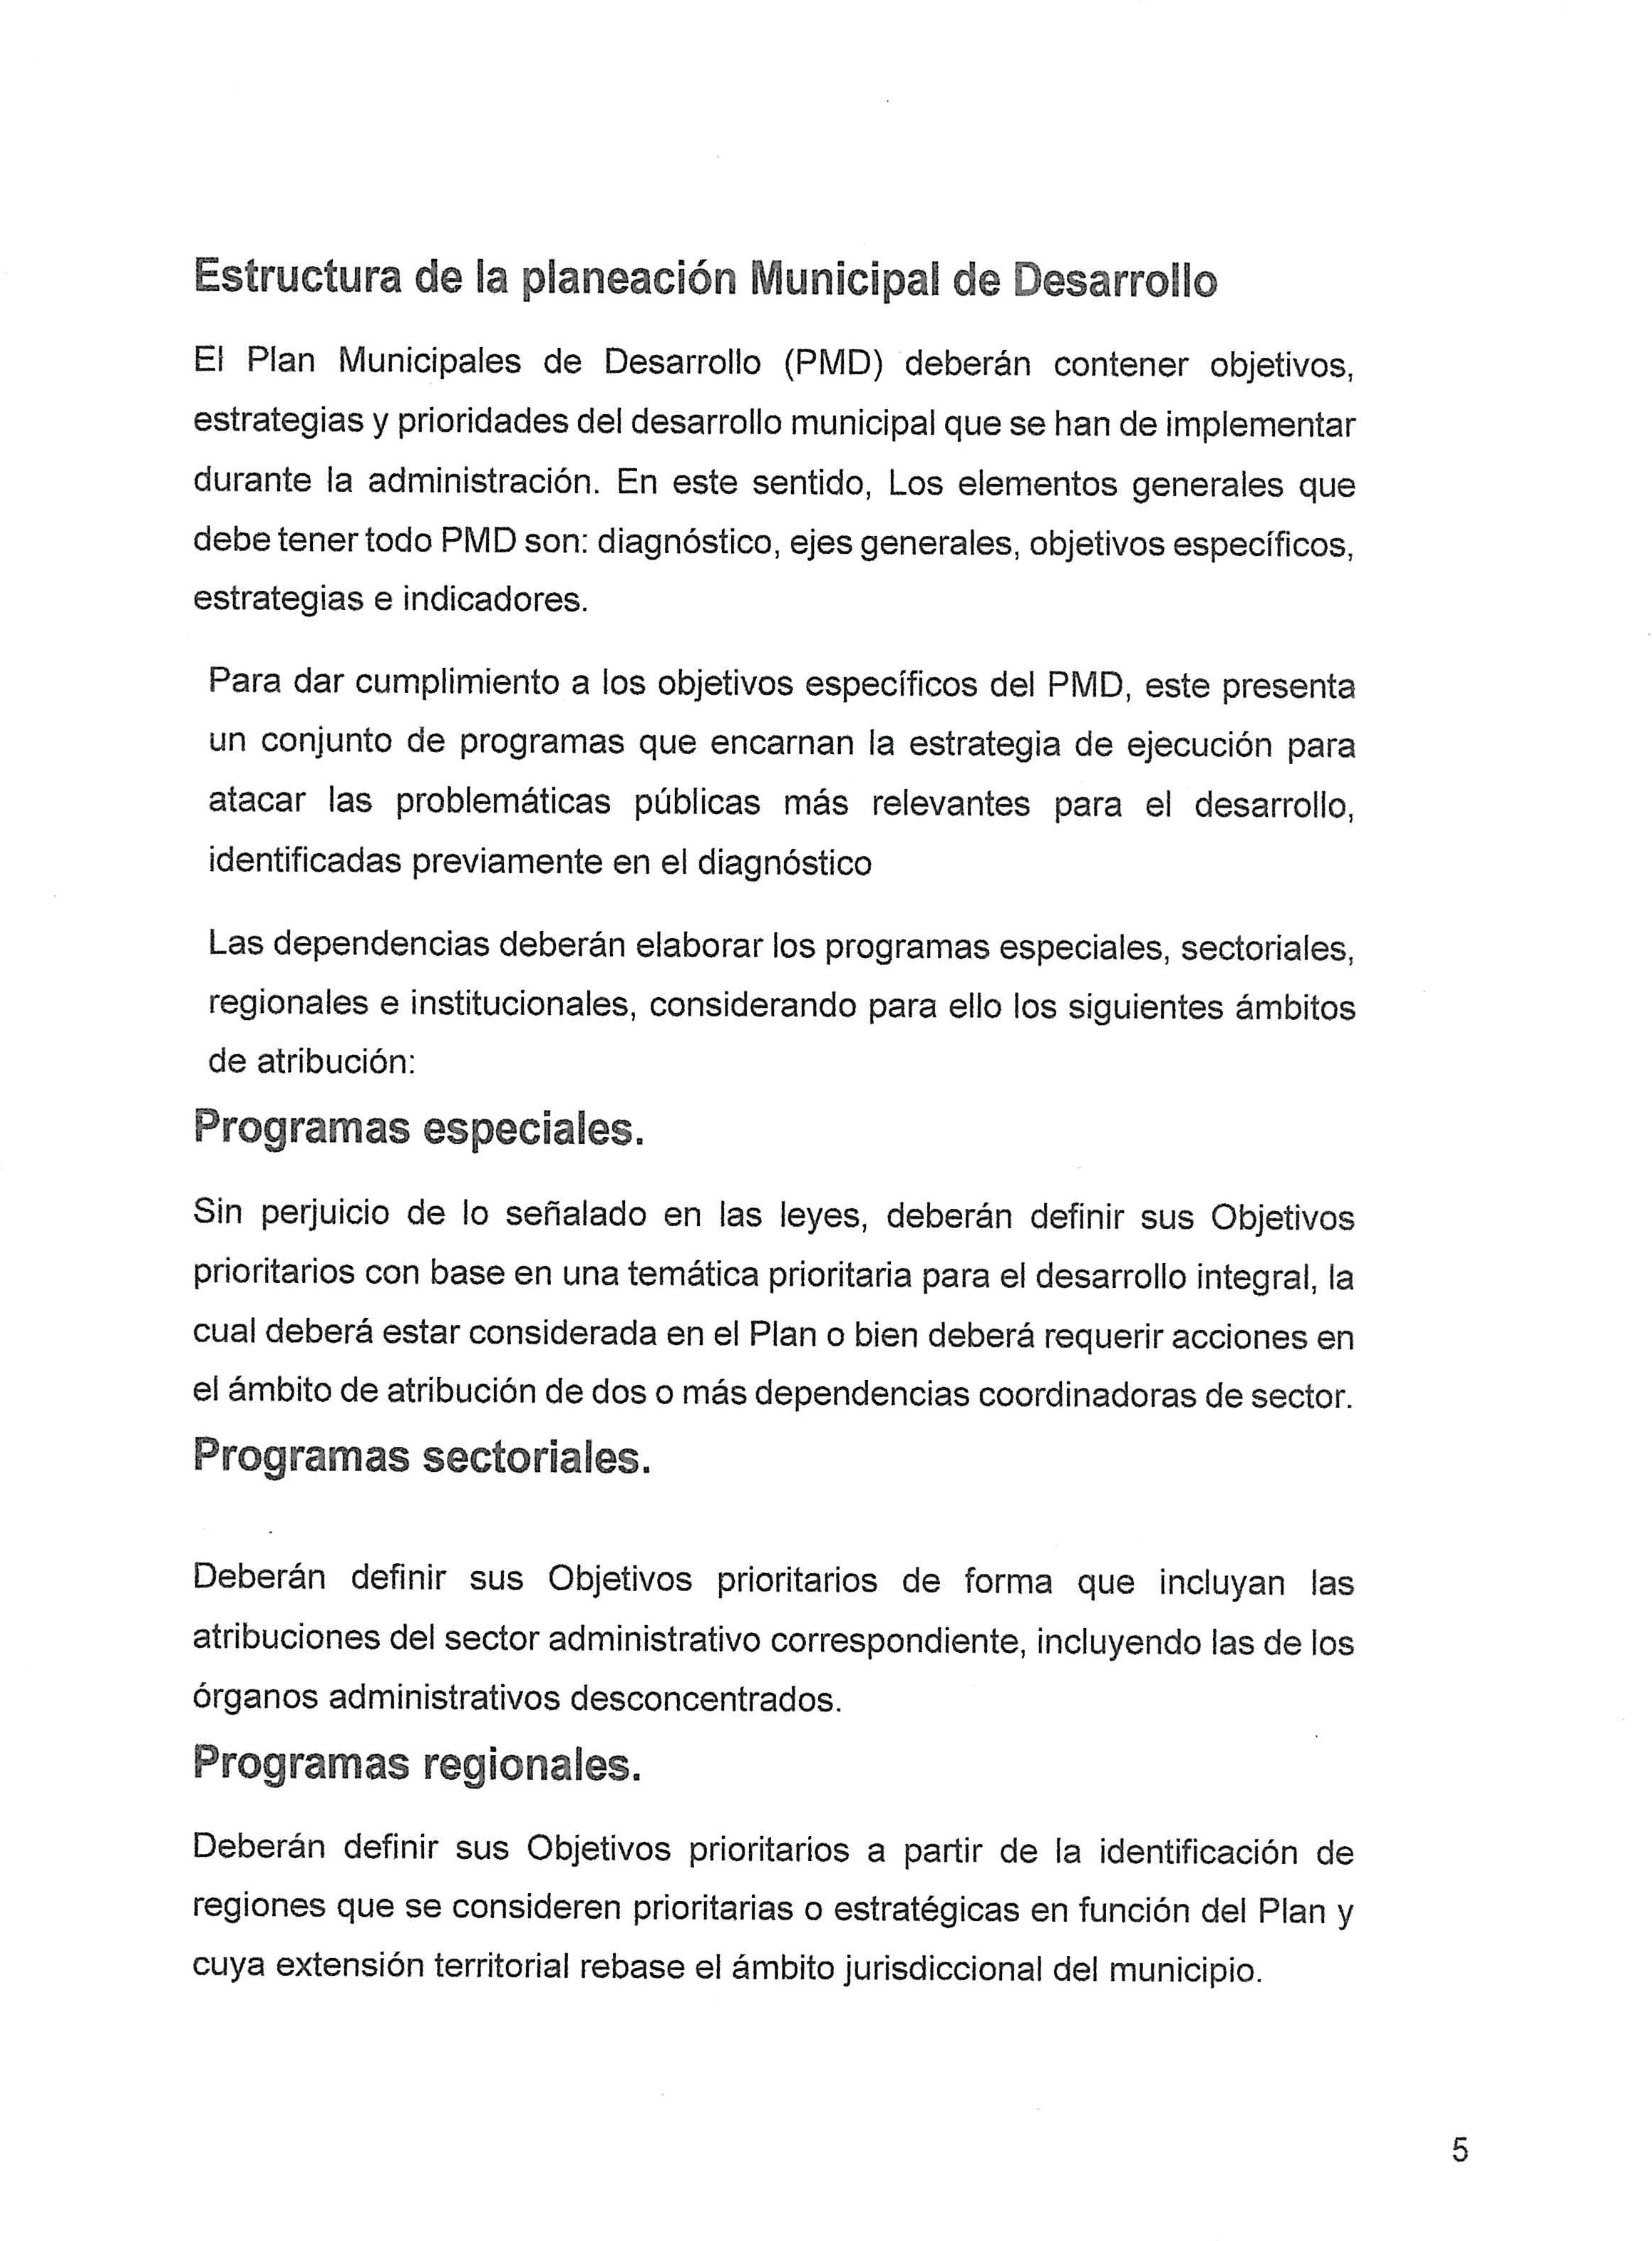 Estructura de la planeación Municipal de Desarrollo
El Plan Municipales de Desarrollo (PMD) deberán contener objetivos,
estrategias y prioridades del desarrollo municipal que se han de implementar
durante la administración. En este sentido, Los elementos generales que
debe tener todo PMD son: diagnóstico, ejes generales, objetivos específicos,
estrategias e indicadores.
Para dar cumplimiento a los objetivos específicos del PMD, este presenta
un conjunto de programas que encarnan la estrategia de ejecución para
atacar las problemáticas públicas más relevantes para el desarrollo,
identificadas previamente en el diagnóstico
Las dependencias deberán elaborar los programas especiales, sectoriales,
regionales e institucionales, considerando para ello los siguientes ámbitos
de atribución:
Programas especiales.
Sin perjuicio de lo señalado en las leyes, deberán definir sus Objetivos
prioritarios con base en una temática prioritaria para el desarrollo integral, la
cual deberá estar considerada en el Plan o bien deberá requerir acciones en
el ámbito de atribución de dos o más dependencias coordinadoras de sector.
Programas sectoriales.
Deberán definir sus Objetivos prioritarios de forma que incluyan las
atribuciones del sector administrativo correspondiente, incluyendo las de los
órganos administrativos desconcentrados.
Programas regionales.
Deberán definir sus Objetivos prioritarios a partir de la identificación de
regiones que se consideren prioritarias o estratégicas en función del Plan y
cuya extensión territorial rebase el ámbito jurisdiccional del municipio.
5